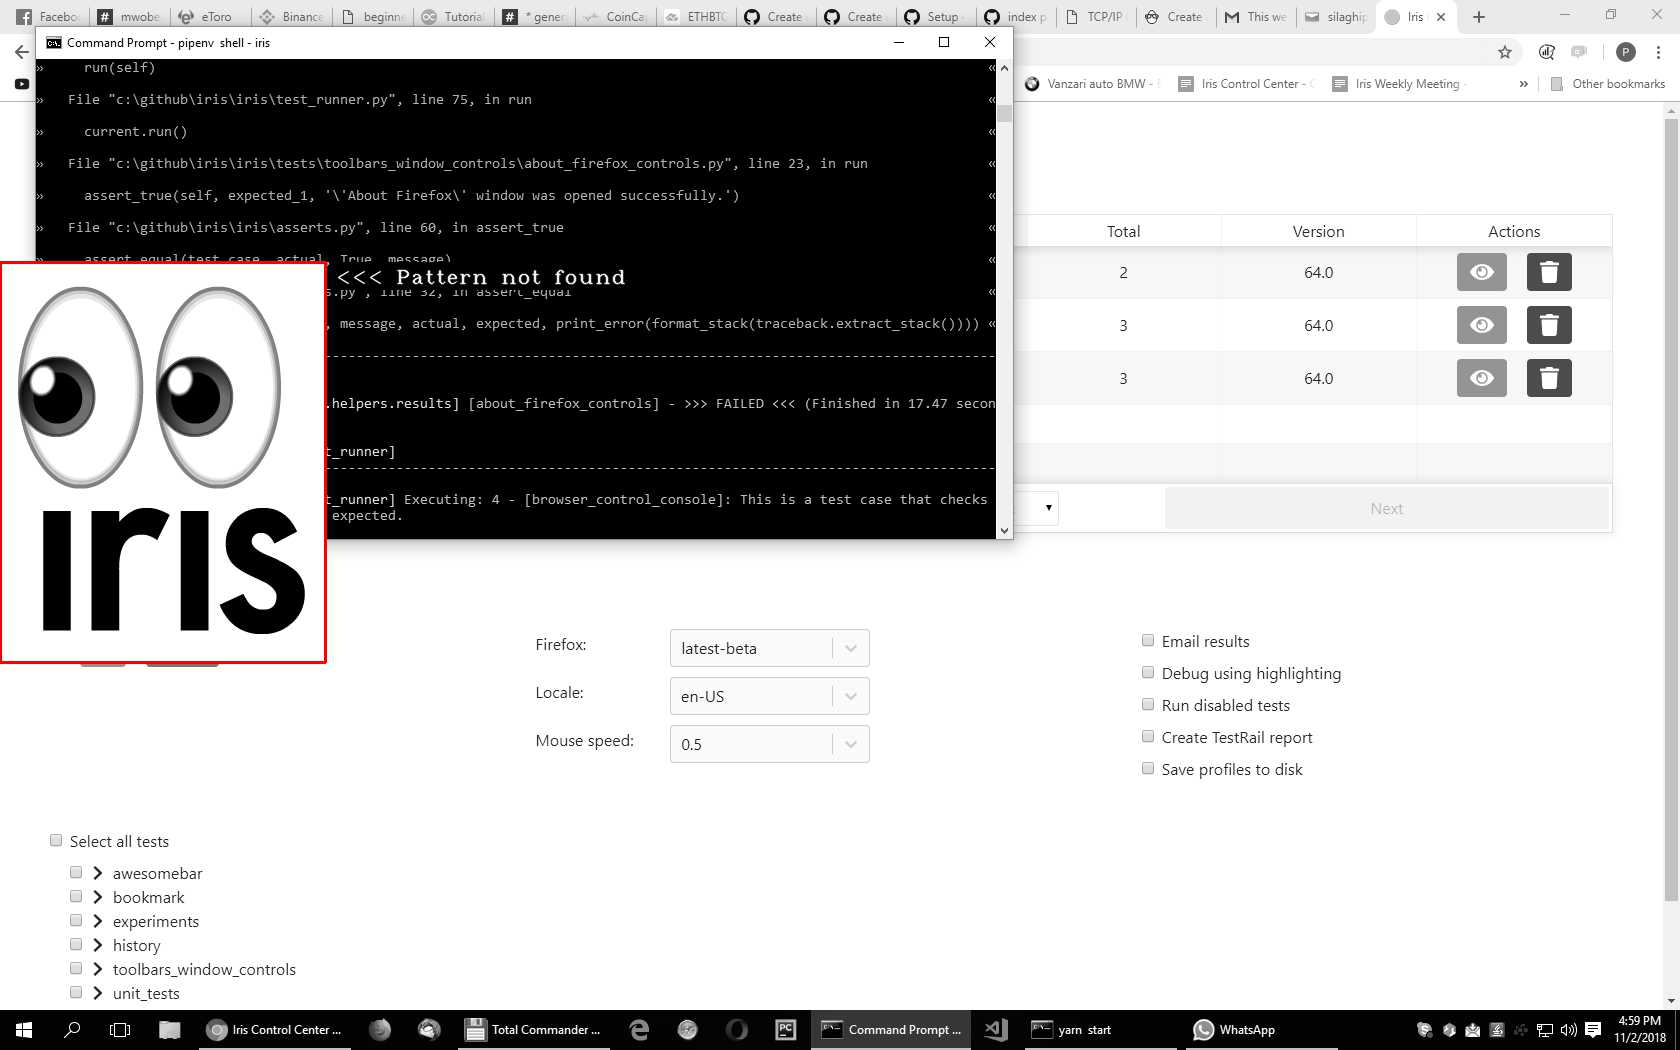 Facebo
mwobe
eToro
Binance
beginne
Tutorial
* gener
CoinCa
ETHBTC
Create
Create
Setup
index p
TCP/IP
Create
This we
silaghip
Iris
Command Prompt - pipenv shell - iris
P
Vanzari auto BMW -
Iris Control Center -
Iris Weekly Meeting -
»
Other bookmarks
» run(self) «
» File "c:\github\iris\iris\test_runner.py", line 75, in run «
» current.run() «
» File "c:\github\iris\iris\tests\toolbars_window_controls\about_firefox_controls.py", line 23, in run «
» assert_true(self, expected_1, '\'About Firefox\' window was opened successfully.') «
» File "c:\github\iris\iris\asserts.py", line 60, in assert_true «
» assert_equal(test_case, actual, True, message) «
<<< Pattern not found
s.py", line 32, in assert_equal «
, message, actual, expected, print_error(format_stack(traceback.extract_stack()))) «
.helpers.results] [about_firefox_controls] - >>> FAILED <<< (Finished in 17.47 secon
t_runner]
t_runner] Executing: 4 - [browser_control_console]: This is a test case that checks
expected.
iris
Total Version Actions
2 64.0
3 64.0
3 64.0
Next
Firefox: latest-beta
Locale: en-US
Mouse speed: 0.5
Email results
Debug using highlighting
Run disabled tests
Create TestRail report
Save profiles to disk
Select all tests
awesomebar
bookmark
experiments
history
toolbars_window_controls
unit_tests
Iris Control Center ...
Total Commander ...
PC
Command Prompt ...
yarn start
WhatsApp
4:59 PM
11/2/2018